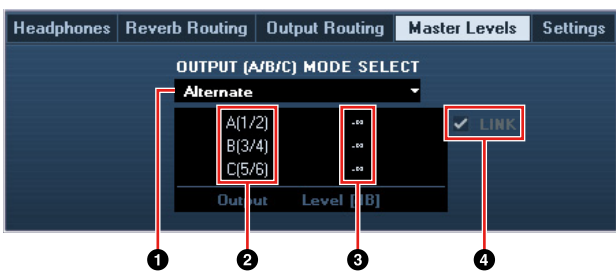 Headphones Reverb Routing Output Routing Master Levels Settings
OUTPUT (A/B/C) MODE SELECT
Alternate
A(1/2) -∞ LINK
B(3/4) -∞
C(5/6) -∞
Output Level [dB]
1 2 3 4